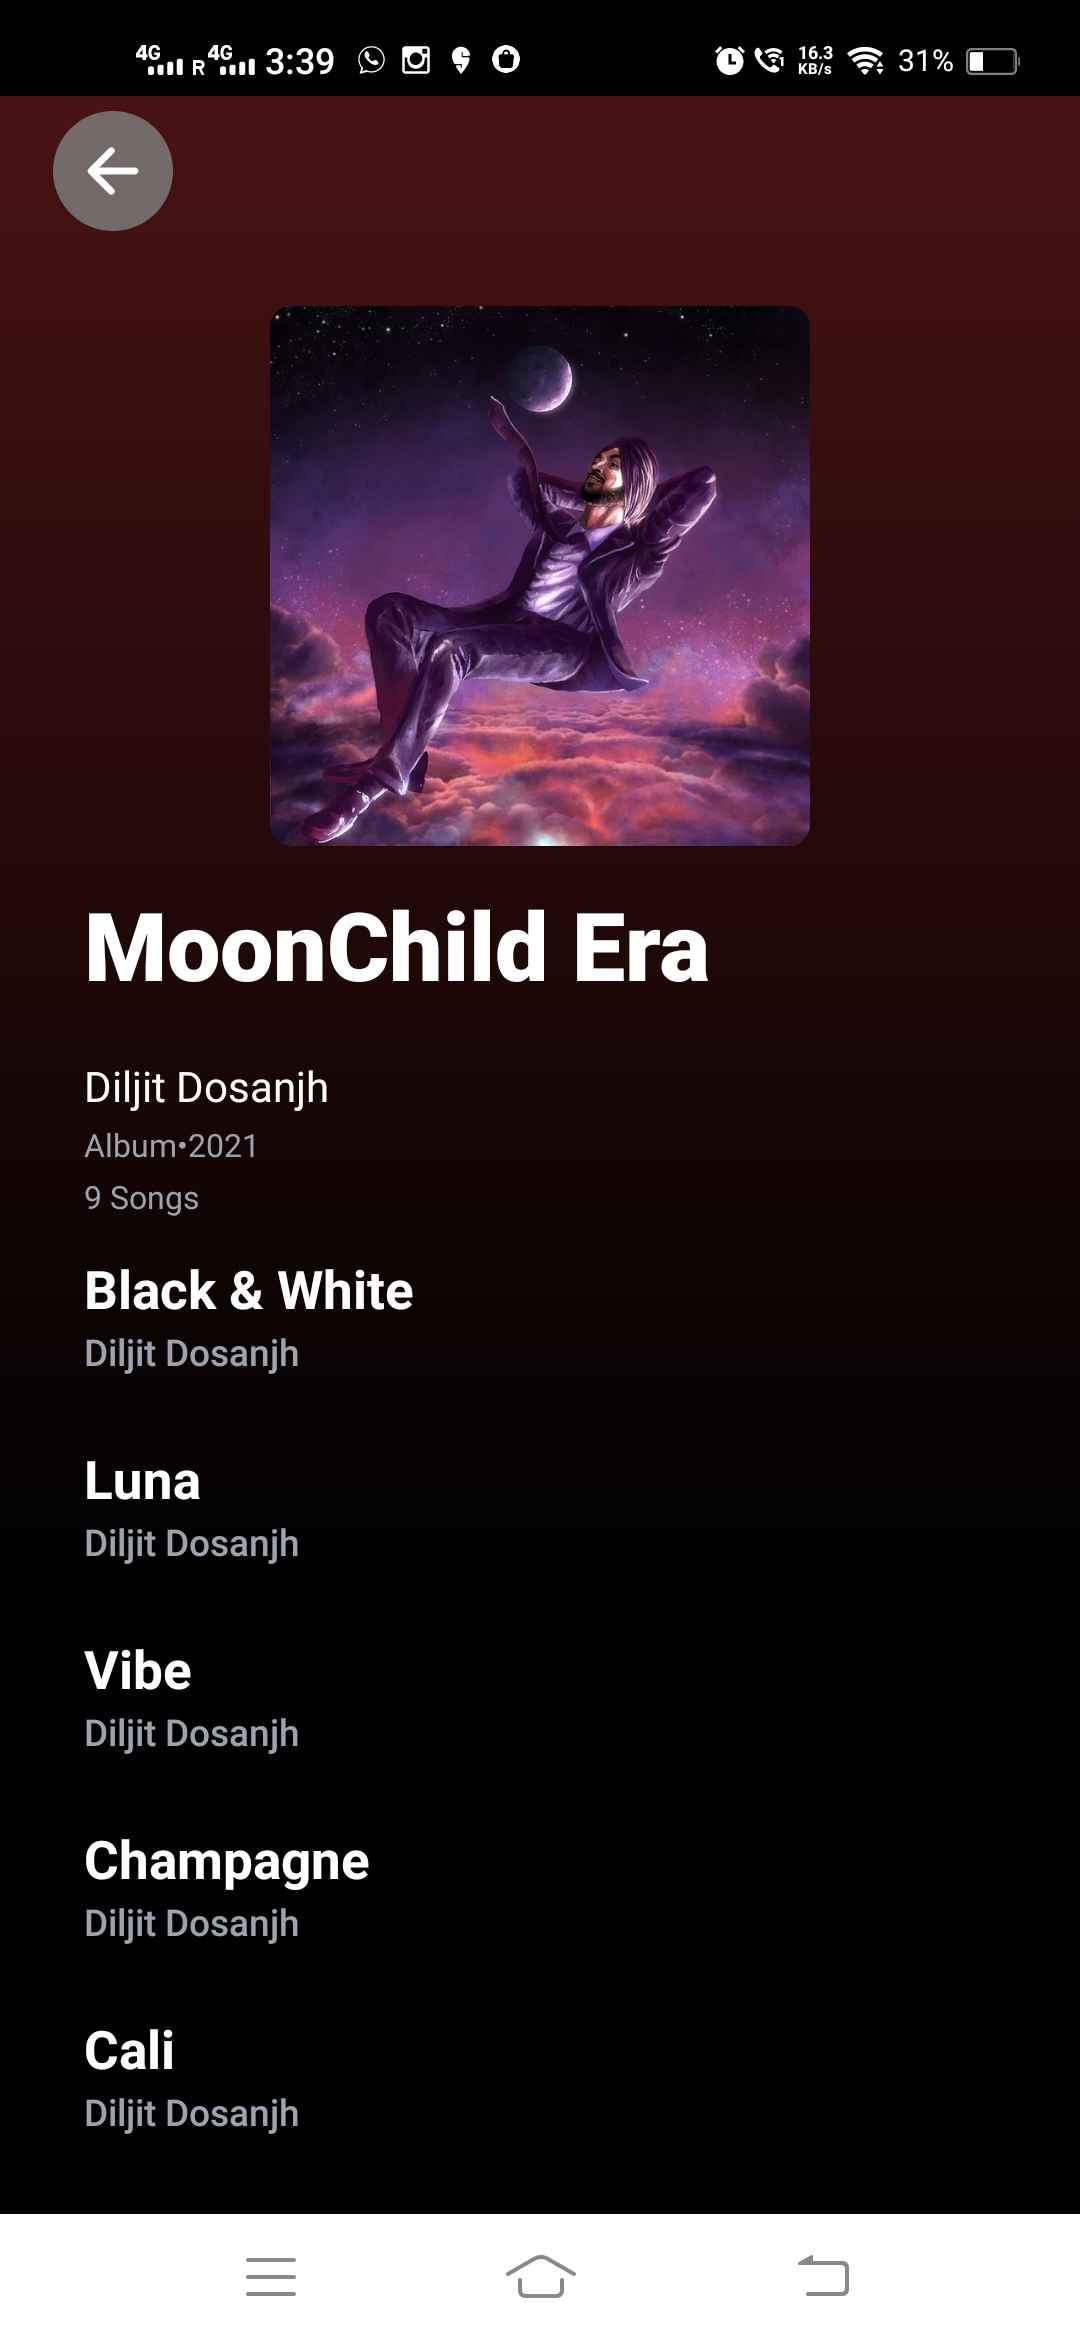 4G R 4G 3:39 16.3 KB/s 31%
MoonChild Era
Diljit Dosanjh
Album•2021
9 Songs
Black & White
Diljit Dosanjh
Luna
Diljit Dosanjh
Vibe
Diljit Dosanjh
Champagne
Diljit Dosanjh
Cali
Diljit Dosanjh